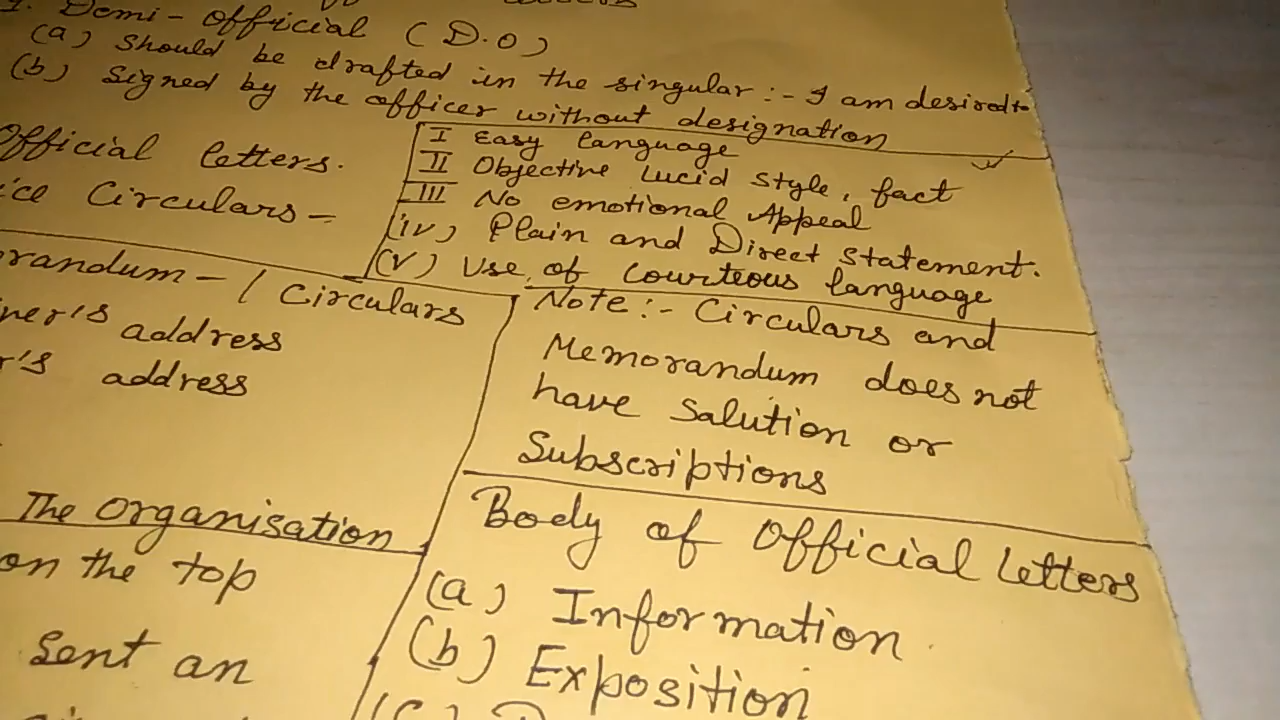 Demi-official (D.O)
(a) Should be drafted in the singular :- I am desired to
(b) Signed by the officer without designation
Official letters.
ice Circulars -
I Easy language
II Objective Lucid style, fact
III No emotional Appeal
(iv) Plain and Direct statement.
(v) Use of Courteous language
randum - / Circulars
ner's address
r's address
Note :- Circulars and
Memorandum does not
have Salution or
Subscriptions
The Organisation
on the top
Sent an
Body of Official Letters
(a) Information
(b) Exposition